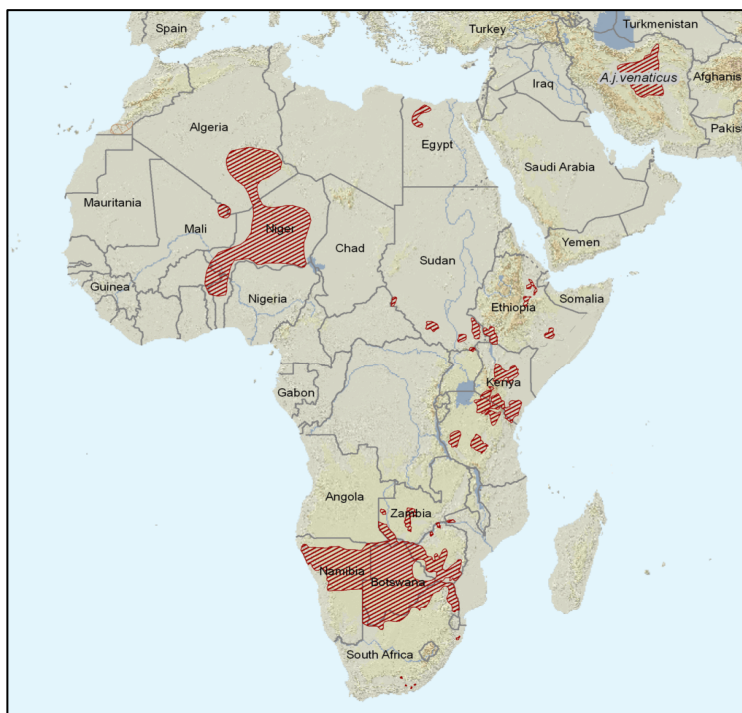 Spain
Turkey
Turkmenistan
A.j.venaticus
Afghanis
Iraq
Algeria
Egypt
Pakis
Saudi Arabia
Mauritania
Mali
Niger
Chad
Sudan
Yemen
Guinea
Nigeria
Ethiopia
Somalia
Gabon
Kenya
Angola
Zambia
Namibia
Botswana
South Africa